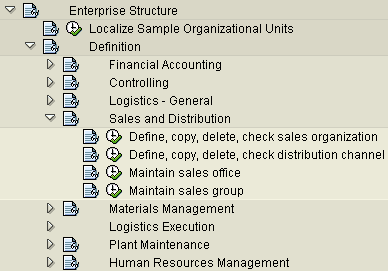 Enterprise Structure
Localize Sample Organizational Units
Definition
Financial Accounting
Controlling
Logistics - General
Sales and Distribution
Define, copy, delete, check sales organization
Define, copy, delete, check distribution channel
Maintain sales office
Maintain sales group
Materials Management
Logistics Execution
Plant Maintenance
Human Resources Management